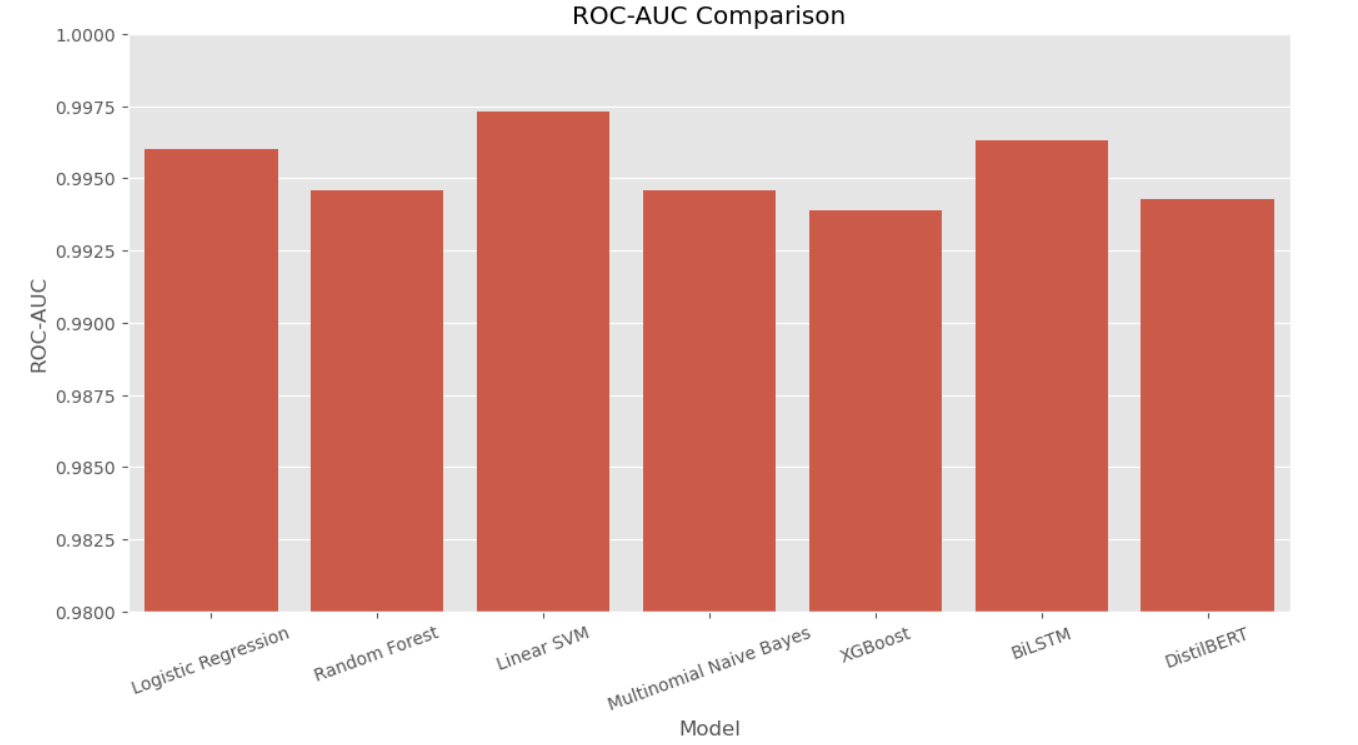 ROC-AUC Comparison
1.0000
0.9975
0.9950
0.9925
0.9900
0.9875
0.9850
0.9825
0.9800
ROC-AUC
Logistic Regression
Random Forest
Linear SVM
Multinomial Naive Bayes
XGBoost
BiLSTM
DistilBERT
Model